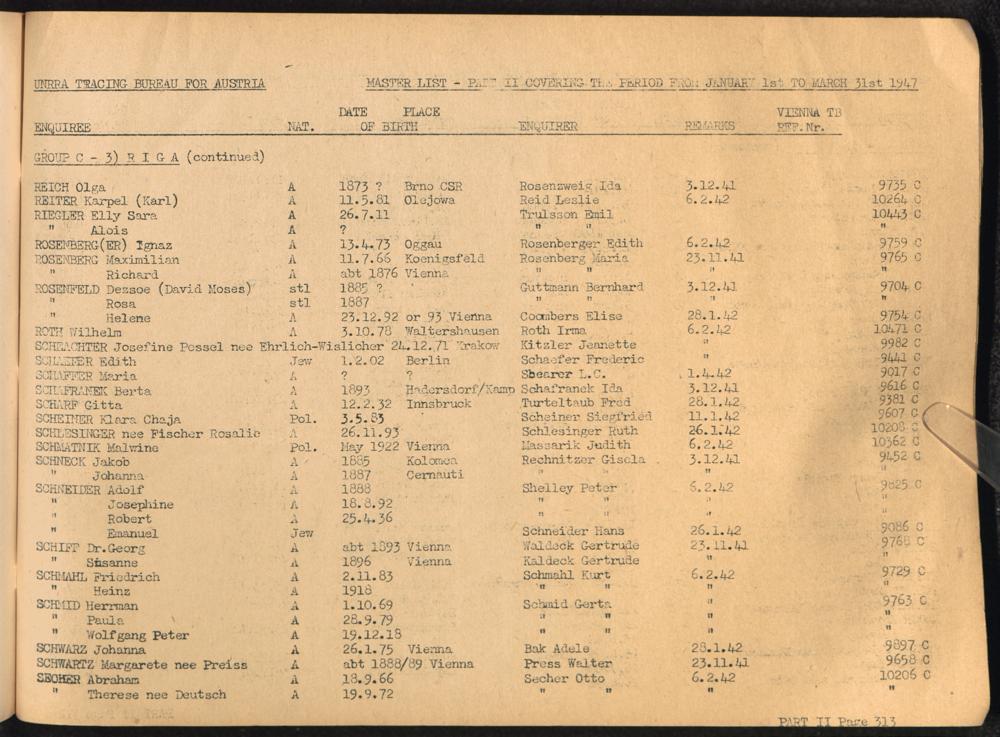 UNRRA TRACING BUREAU FOR AUSTRIA MASTER LIST - PART II COVERING THE PERIOD FROM JANUARY 1st TO MARCH 31st 1947
DATE PLACE VIENNA TB
ENQUIREE NAT. OF BIRTH ENQUIRER REMARKS REF.Nr.
GROUP C - 3) R I G A (continued)
REICH Olga A 1873 ? Brno CSR Rosenzweig Ida 3.12.41 9735 C
REITER Karpel (Karl) A 11.5.81 Olejowa Reid Leslie 6.2.42 10264 C
RIEGLER Elly Sara A 26.7.11 Trulsson Emil 10443 C
" Alois A ? " " "
ROSENBERG(ER) Ignaz A 13.4.73 Oggau Rosenberger Edith 6.2.42 9759 C
ROSENBERG Maximilian A 11.7.66 Koenigsfeld Rosenberg Maria 23.11.41 9765 C
" Richard A abt 1876 Vienna " " " "
ROSENFELD Dezsoe (David Moses) stl 1885 ? Guttmann Bernhard 3.12.41 9704 C
" Rosa stl 1887 " " " "
" Helene A 23.12.92 or 93 Vienna Coombers Elise 28.1.42 9754 C
ROTH Wilhelm A 3.10.78 Waltershausen Roth Irma 6.2.42 10471 C
SCHLACHTER Josefine Pessel nee Ehrlich-Wislicher 24.12.71 Krakow Kitzler Jeanette " 9982 C
SCHAEFER Edith Jew 1.2.02 Berlin Schaefer Frederic " 9441 C
SCHAFFER Maria A ? ? Shearer L.C. 1.4.42 9017 C
SCHAFRANEK Berta A 1893 Hadersdorf/Kamp Schafranek Ida 3.12.41 9616 C
SCHARF Gitta A 12.2.32 Innsbruck Turteltaub Fred 28.1.42 9381 C
SCHEINER Klara Chaja Pol. 3.5.83 Scheiner Siegfried 11.1.42 9607 C
SCHLESINGER nee Fischer Rosalie A 26.11.93 Schlesinger Ruth 26.1.42 10208 C
SCHMATNIK Malwine Pol. May 1922 Vienna Massarik Judith 6.2.42 10362 C
SCHNECK Jakob A 1885 Kolomea Rechnitzer Gisela 3.12.41 9452 C
" Johanna A 1887 Cernauti " " " "
SCHNEIDER Adolf A 1888 Shelley Peter 6.2.42 9825 C
" Josephine A 18.8.92 " " " "
" Robert A 25.4.36 " " " "
" Emanuel Jew Schneider Hans 26.1.42 9086 C
SCHIFF Dr.Georg A abt 1893 Vienna Waldeck Gertrude 23.11.41 9768 C
" Susanne A 1896 Vienna Kaldeck Gertrude " "
SCHMAHL Friedrich A 2.11.83 Schmahl Kurt 6.2.42 9729 C
" Heinz A 1918 " " " "
SCHMID Herrman A 1.10.69 Schmid Gerta " 9763 C
" Paula A 28.9.79 " " " "
" Wolfgang Peter A 19.12.18 " " " "
SCHWARZ Johanna A 26.1.75 Vienna Bak Adele 28.1.42 9897 C
SCHWARTZ Margarete nee Preiss A abt 1888/89 Vienna Press Walter 23.11.41 9658 C
SECHER Abraham A 18.9.66 Secher Otto 6.2.42 10206 C
" Therese nee Deutsch A 19.9.72 " " " "
PART II Page 313